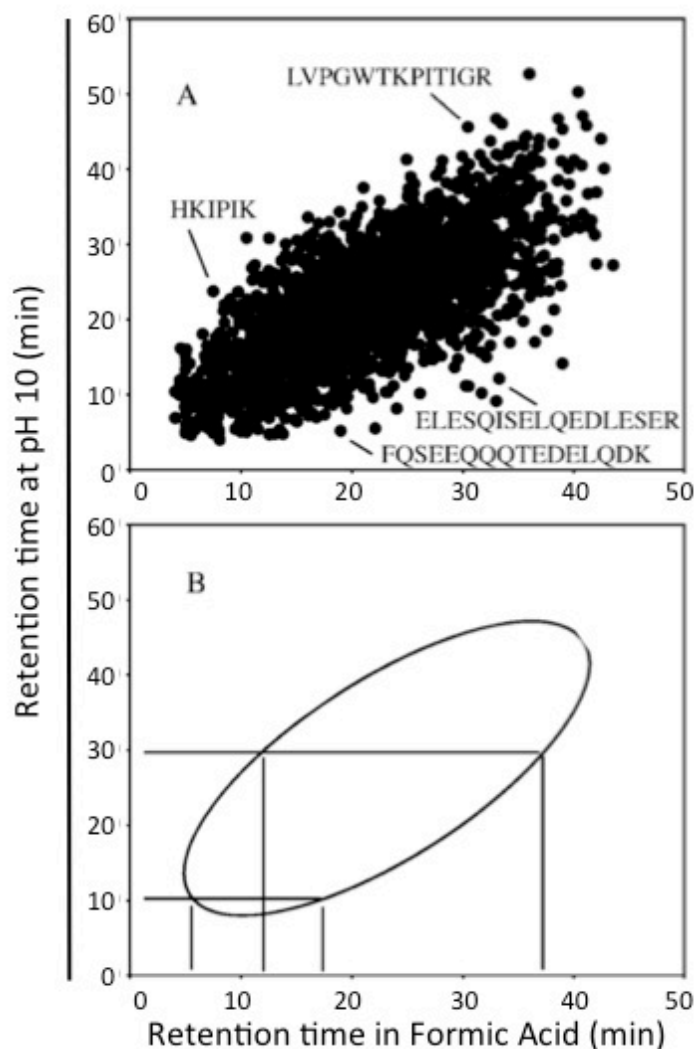 Retention time at pH 10 (min)
60
50
40
30
20
10
0
A
LVPGWTKPITIGR
HKIPIK
ELESQISELQEDLESER
FQSEEQQQTEDELQDK
0 10 20 30 40 50
60
50
40
30
20
10
0
B
0 10 20 30 40 50
Retention time in Formic Acid (min)